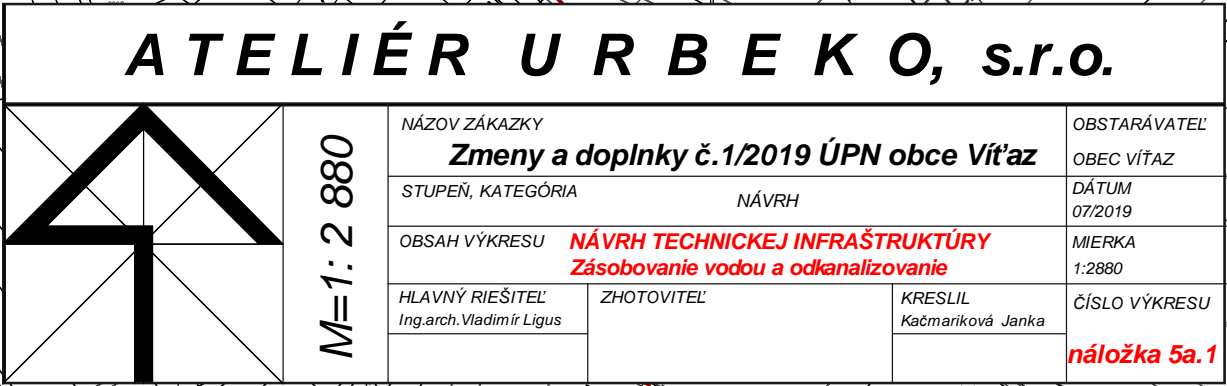 ATELIÉR URBEKO, s.r.o.
M=1: 2 880
NÁZOV ZÁKAZKY
Zmeny a doplnky č.1/2019 ÚPN obce Víťaz
OBSTARÁVATEĽ
OBEC VÍŤAZ
STUPEŇ, KATEGÓRIA
NÁVRH
DÁTUM
07/2019
OBSAH VÝKRESU
NÁVRH TECHNICKEJ INFRAŠTRUKTÚRY
Zásobovanie vodou a odkanalizovanie
MIERKA
1:2880
HLAVNÝ RIEŠITEĽ
Ing.arch.Vladimír Ligus
ZHOTOVITEĽ
KRESLIL
Kačmariková Janka
ČÍSLO VÝKRESU
náložka 5a.1